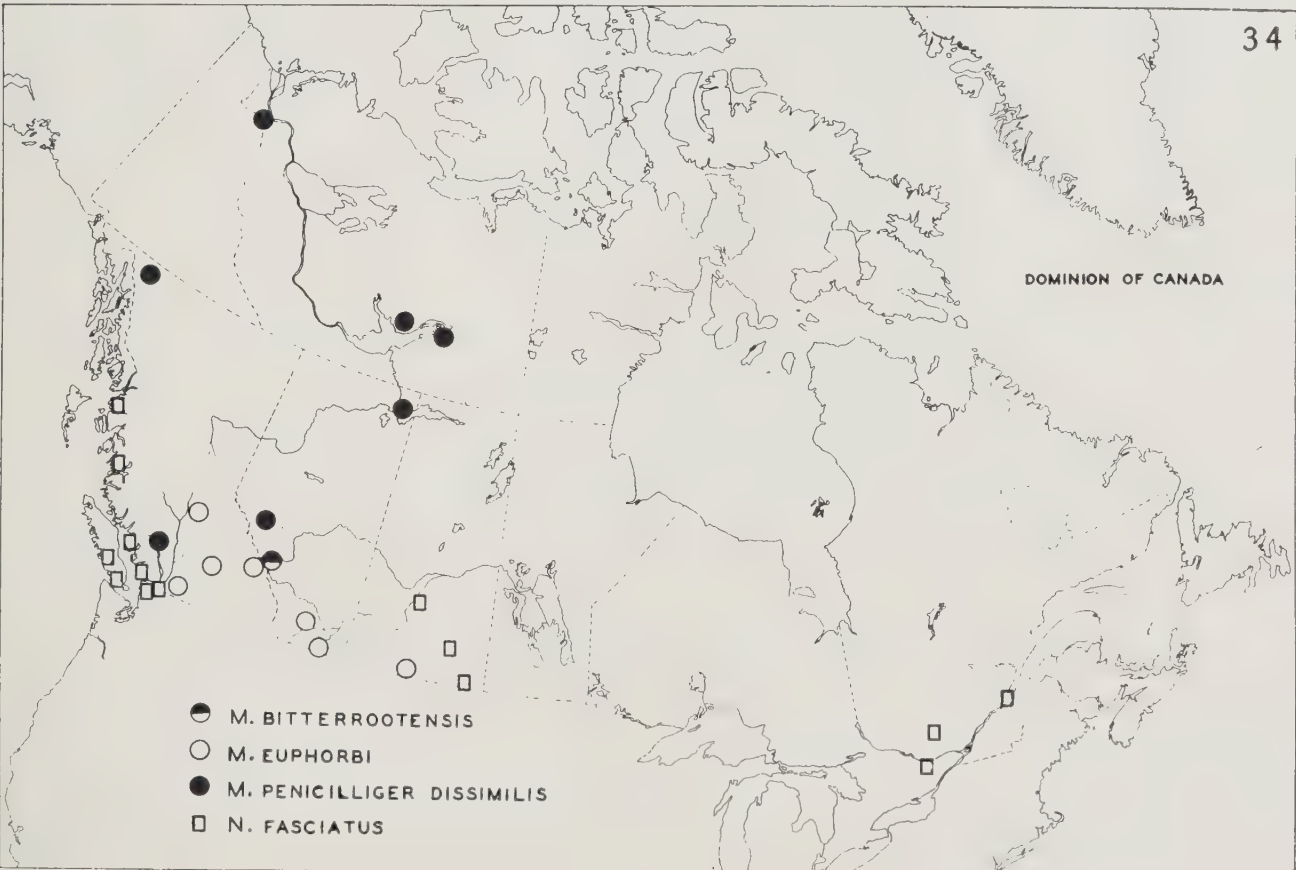 34
DOMINION OF CANADA
M. BITTERROOTENSIS
M. EUPHORBI
M. PENICILLIGER DISSIMILIS
N. FASCIATUS